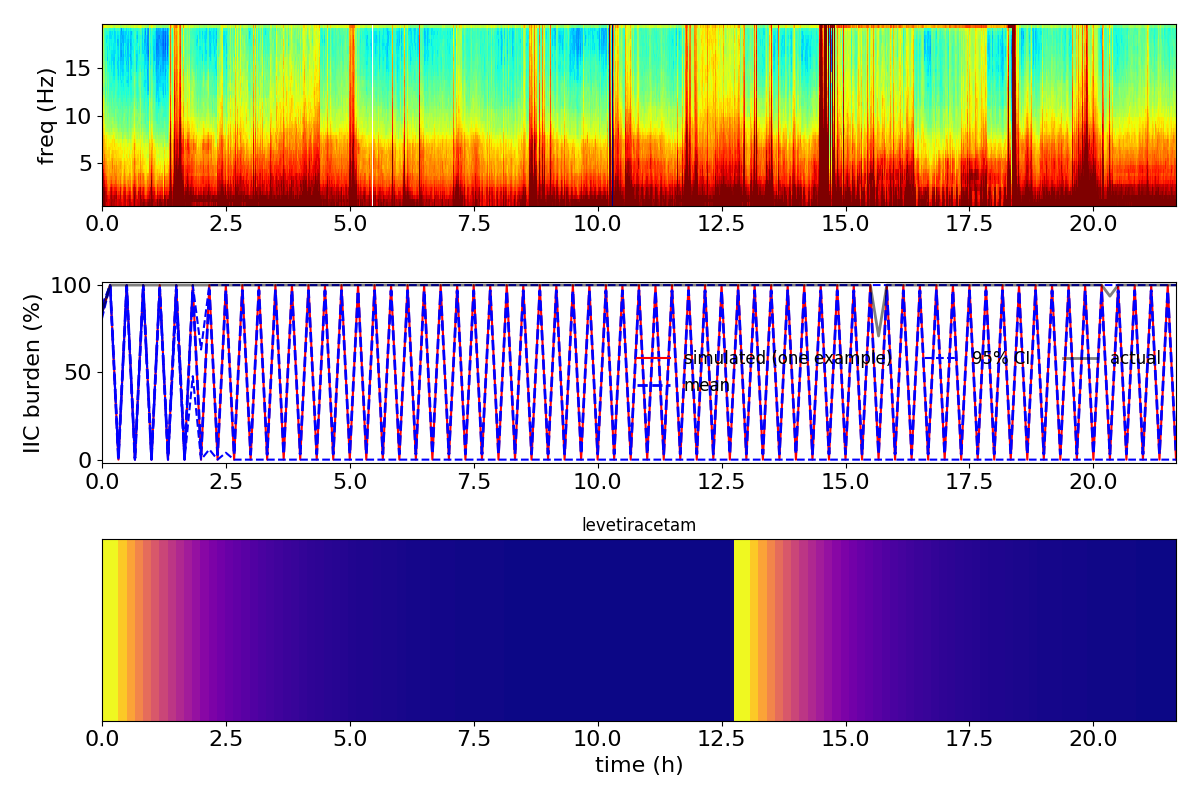 freq (Hz)
15
10
5
0.0 2.5 5.0 7.5 10.0 12.5 15.0 17.5 20.0
IIC burden (%)
100
50
0
simulated (one example) 95% CI actual
mean
0.0 2.5 5.0 7.5 10.0 12.5 15.0 17.5 20.0
levetiracetam
0.0 2.5 5.0 7.5 10.0 12.5 15.0 17.5 20.0
time (h)